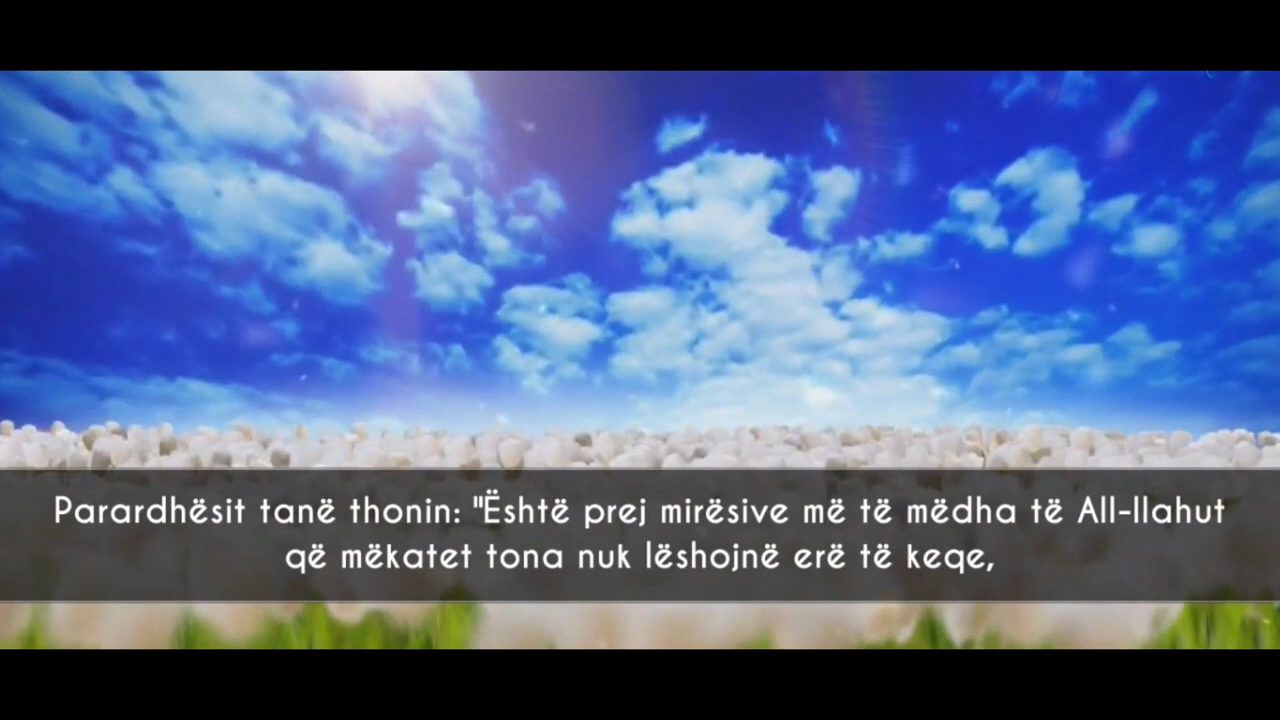 Parardhësit tanë thonin: "Është prej mirësive më të mëdha të All-llahut
që mëkatet tona nuk lëshojnë erë të keqe,